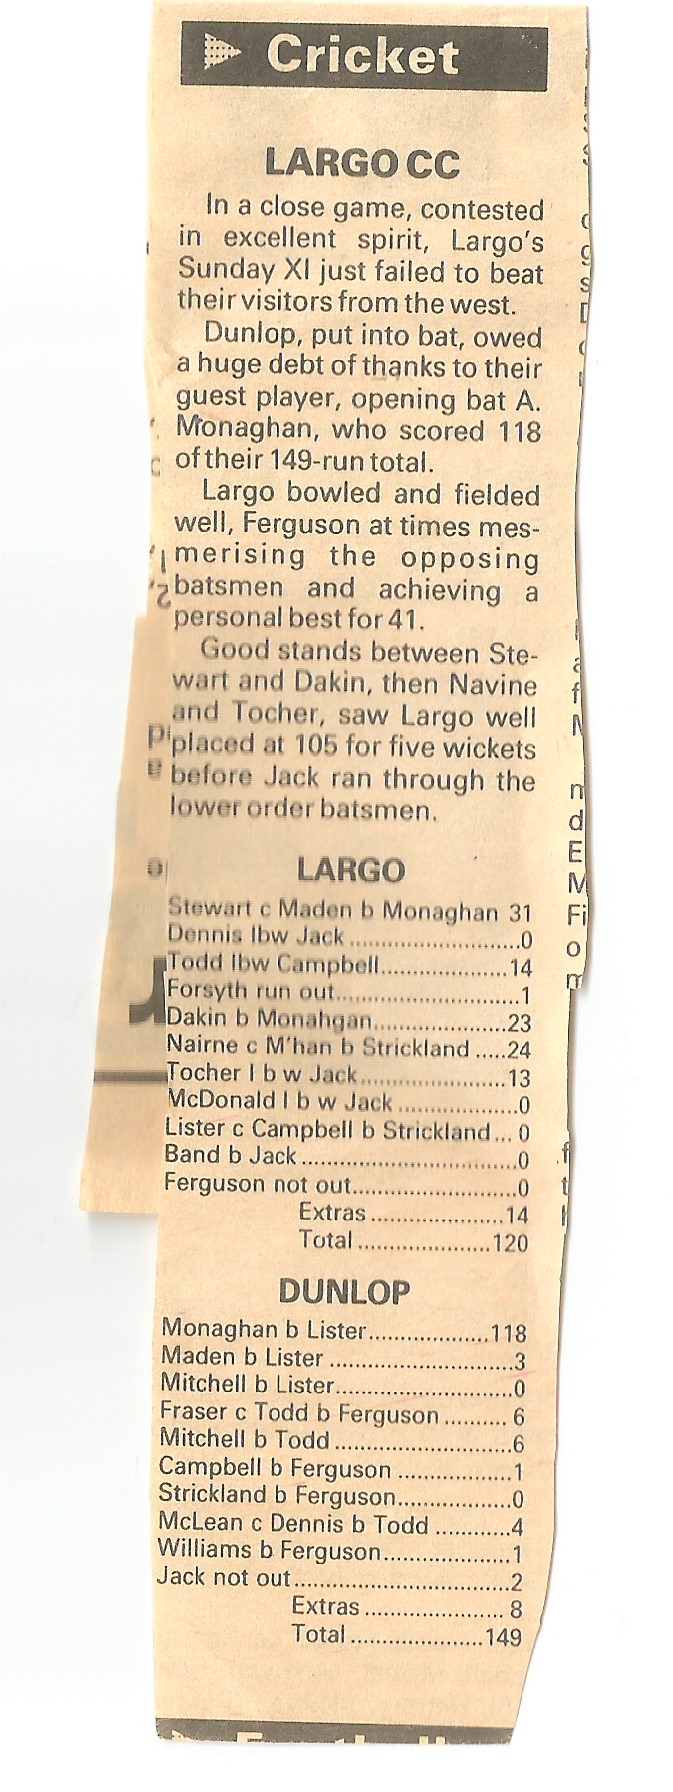 Cricket
LARGO CC
In a close game, contested
in excellent spirit, Largo's
Sunday XI just failed to beat
their visitors from the west.
Dunlop, put into bat, owed
a huge debt of thanks to their
guest player, opening bat A.
Monaghan, who scored 118
of their 149-run total.
Largo bowled and fielded
well, Ferguson at times mes-
merising the opposing
batsmen and achieving a
personal best for 41.
Good stands between Ste-
wart and Dakin, then Navine
and Tocher, saw Largo well
placed at 105 for five wickets
before Jack ran through the
lower order batsmen.
LARGO
Stewart c Maden b Monaghan 31
Dennis lbw Jack ...........................0
Todd lbw Campbell....................14
Forsyth run out.............................1
Dakin b Monahgan.....................23
Nairne c M'han b Strickland .....24
Tocher l b w Jack.......................13
McDonald l b w Jack ...................0
Lister c Campbell b Strickland... 0
Band b Jack ..................................0
Ferguson not out..........................0
Extras .....................14
Total .....................120
DUNLOP
Monaghan b Lister...................118
Maden b Lister .............................3
Mitchell b Lister............................0
Fraser c Todd b Ferguson .......... 6
Mitchell b Todd ............................6
Campbell b Ferguson ..................1
Strickland b Ferguson..................0
McLean c Dennis b Todd ............4
Williams b Ferguson....................1
Jack not out..................................2
Extras ...................... 8
Total .....................149